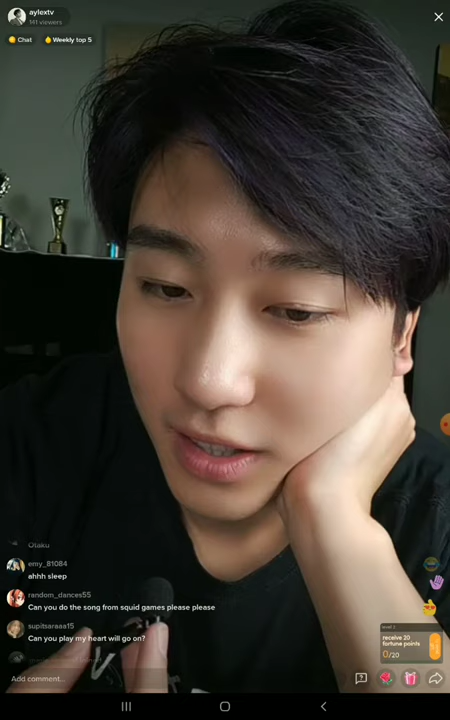 aylextv
141 viewers
Chat
Weekly top 5
Otaku
emy_81084
ahhh sleep
random_dances55
Can you do the song from squid games please please
supitsaraaa15
Can you play my heart will go on?
receive 20
fortune points
0/20
Add comment...